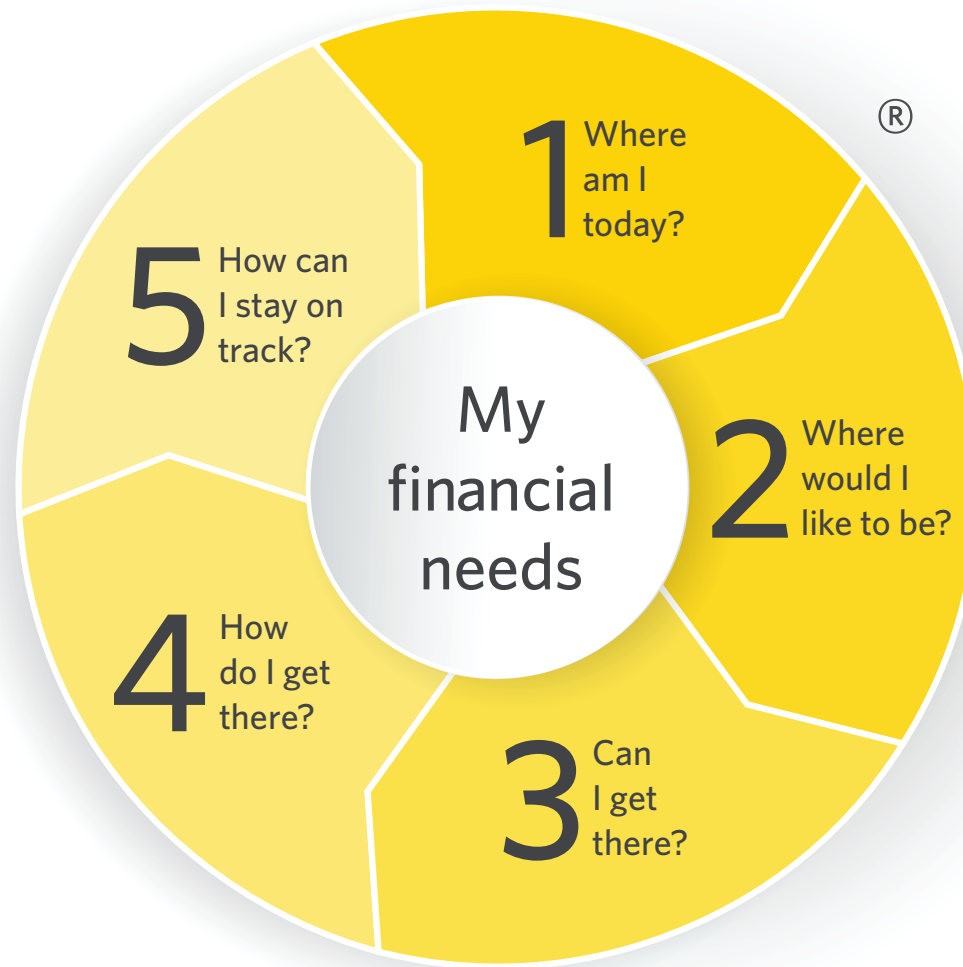 My
financial
needs
1 Where
am I
today?
®
2 Where
would I
like to be?
3 Can
I get
there?
4 How
do I get
there?
5 How can
I stay on
track?